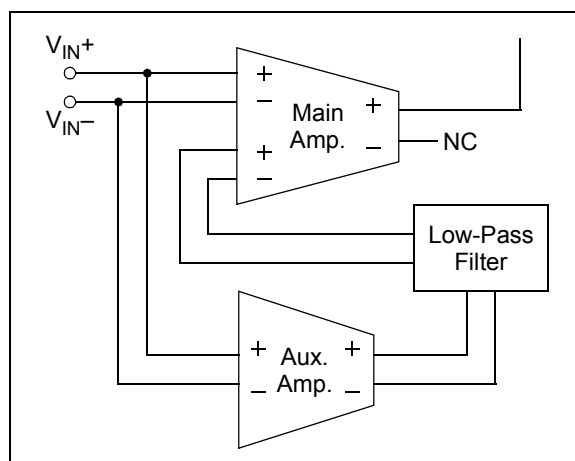 V_IN+
V_IN–
+
–
+
–
Main
Amp.
+
–
NC
Low-Pass
Filter
+
–
Aux.
Amp.
+
–